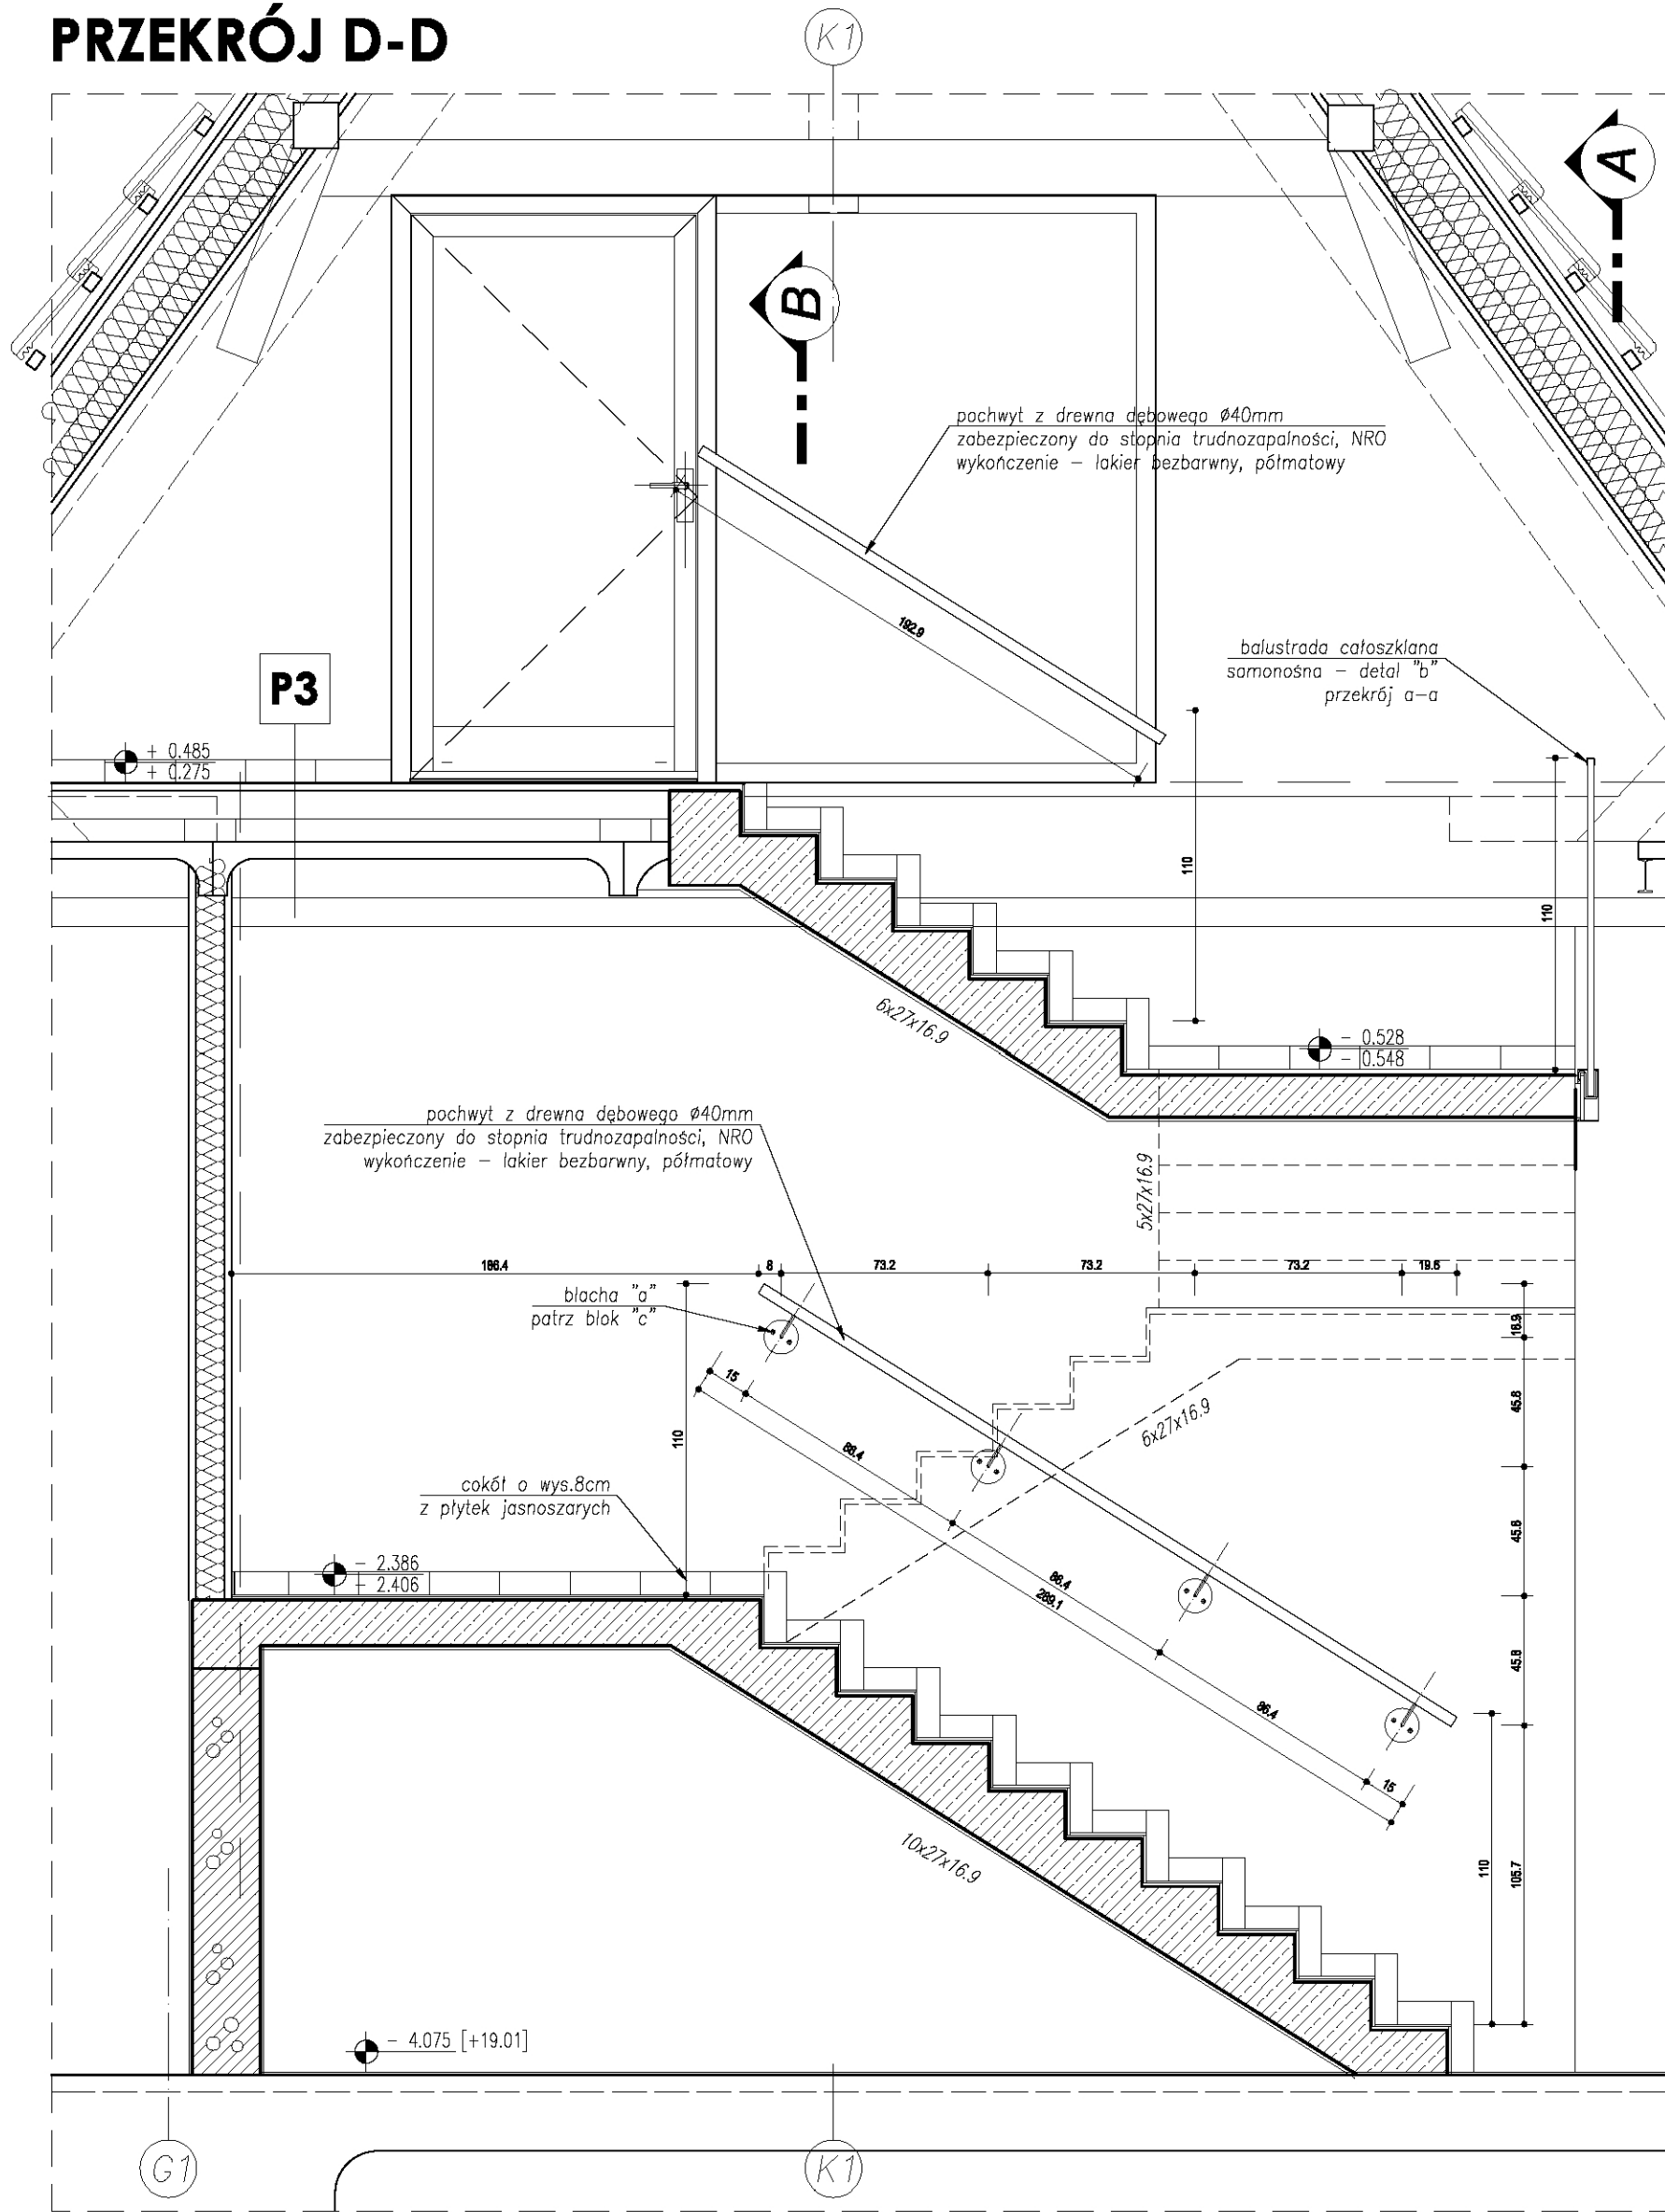 PRZEKRÓJ D-D
K1
A
B
pochwyt z drewna dębowego ø40mm
zabezpieczony do stopnia trudnozapalności, NRO
wykończenie – lakier bezbarwny, półmatowy
192.9
balustrada całoszklana
samonośna – detal "b"
przekrój a–a
P3
+ 0.485
+ 0.275
110
110
6x27x16.9
- 0.528
- 0.548
pochwyt z drewna dębowego ø40mm
zabezpieczony do stopnia trudnozapalności, NRO
wykończenie – lakier bezbarwny, półmatowy
5x27x16.9
186.4
8
73.2
73.2
73.2
19.6
blacha "a"
patrz blok "c"
18.9
15
45.8
6x27x16.9
110
86.4
cokół o wys.8cm
z płytek jasnoszarych
45.8
- 2.386
- 2.406
86.4
289.1
45.8
86.4
15
110
105.7
10x27x16.9
- 4.075 [+19.01]
G1
K1